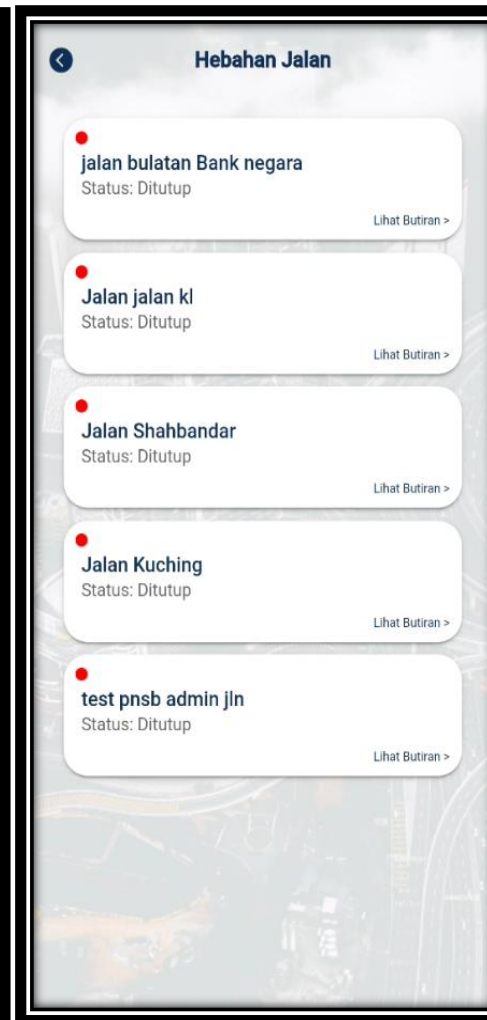 Hebahan Jalan
jalan bulatan Bank negara
Status: Ditutup
Lihat Butiran >
Jalan jalan kl
Status: Ditutup
Lihat Butiran >
Jalan Shahbandar
Status: Ditutup
Lihat Butiran >
Jalan Kuching
Status: Ditutup
Lihat Butiran >
test pnsb admin jln
Status: Ditutup
Lihat Butiran >